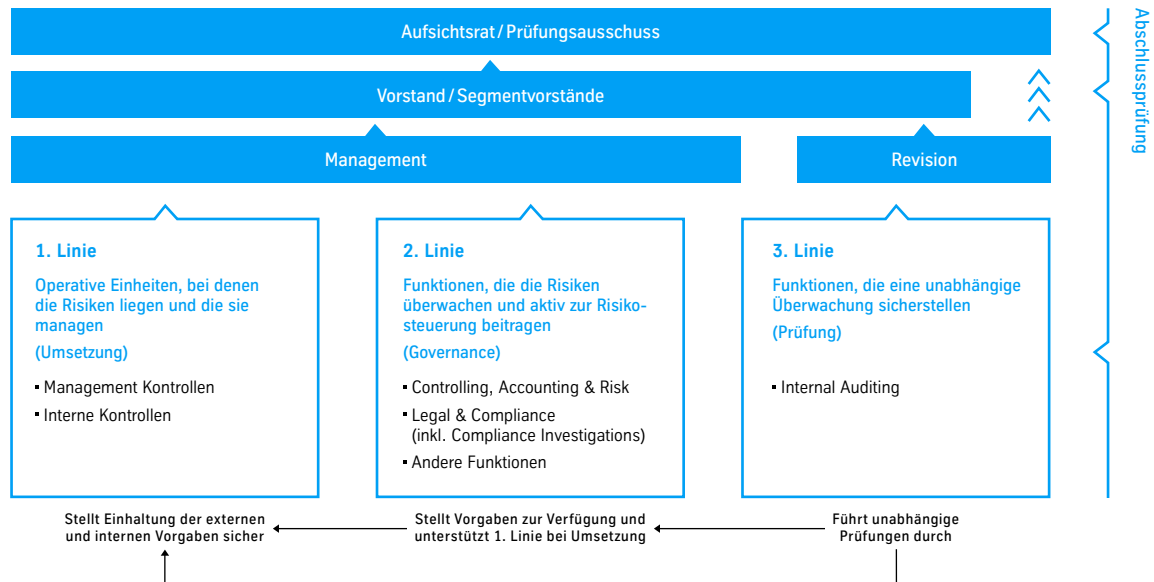 Aufsichtsrat / Prüfungsausschuss
Vorstand / Segmentvorstände
Management
Revision
Abschlussprüfung
1. Linie
Operative Einheiten, bei denen
die Risiken liegen und die sie
managen
(Umsetzung)
▪ Management Kontrollen
▪ Interne Kontrollen
2. Linie
Funktionen, die die Risiken
überwachen und aktiv zur Risiko-
steuerung beitragen
(Governance)
▪ Controlling, Accounting & Risk
▪ Legal & Compliance
(inkl. Compliance Investigations)
▪ Andere Funktionen
3. Linie
Funktionen, die eine unabhängige
Überwachung sicherstellen
(Prüfung)
▪ Internal Auditing
Stellt Einhaltung der externen
und internen Vorgaben sicher
Stellt Vorgaben zur Verfügung und
unterstützt 1. Linie bei Umsetzung
Führt unabhängige
Prüfungen durch